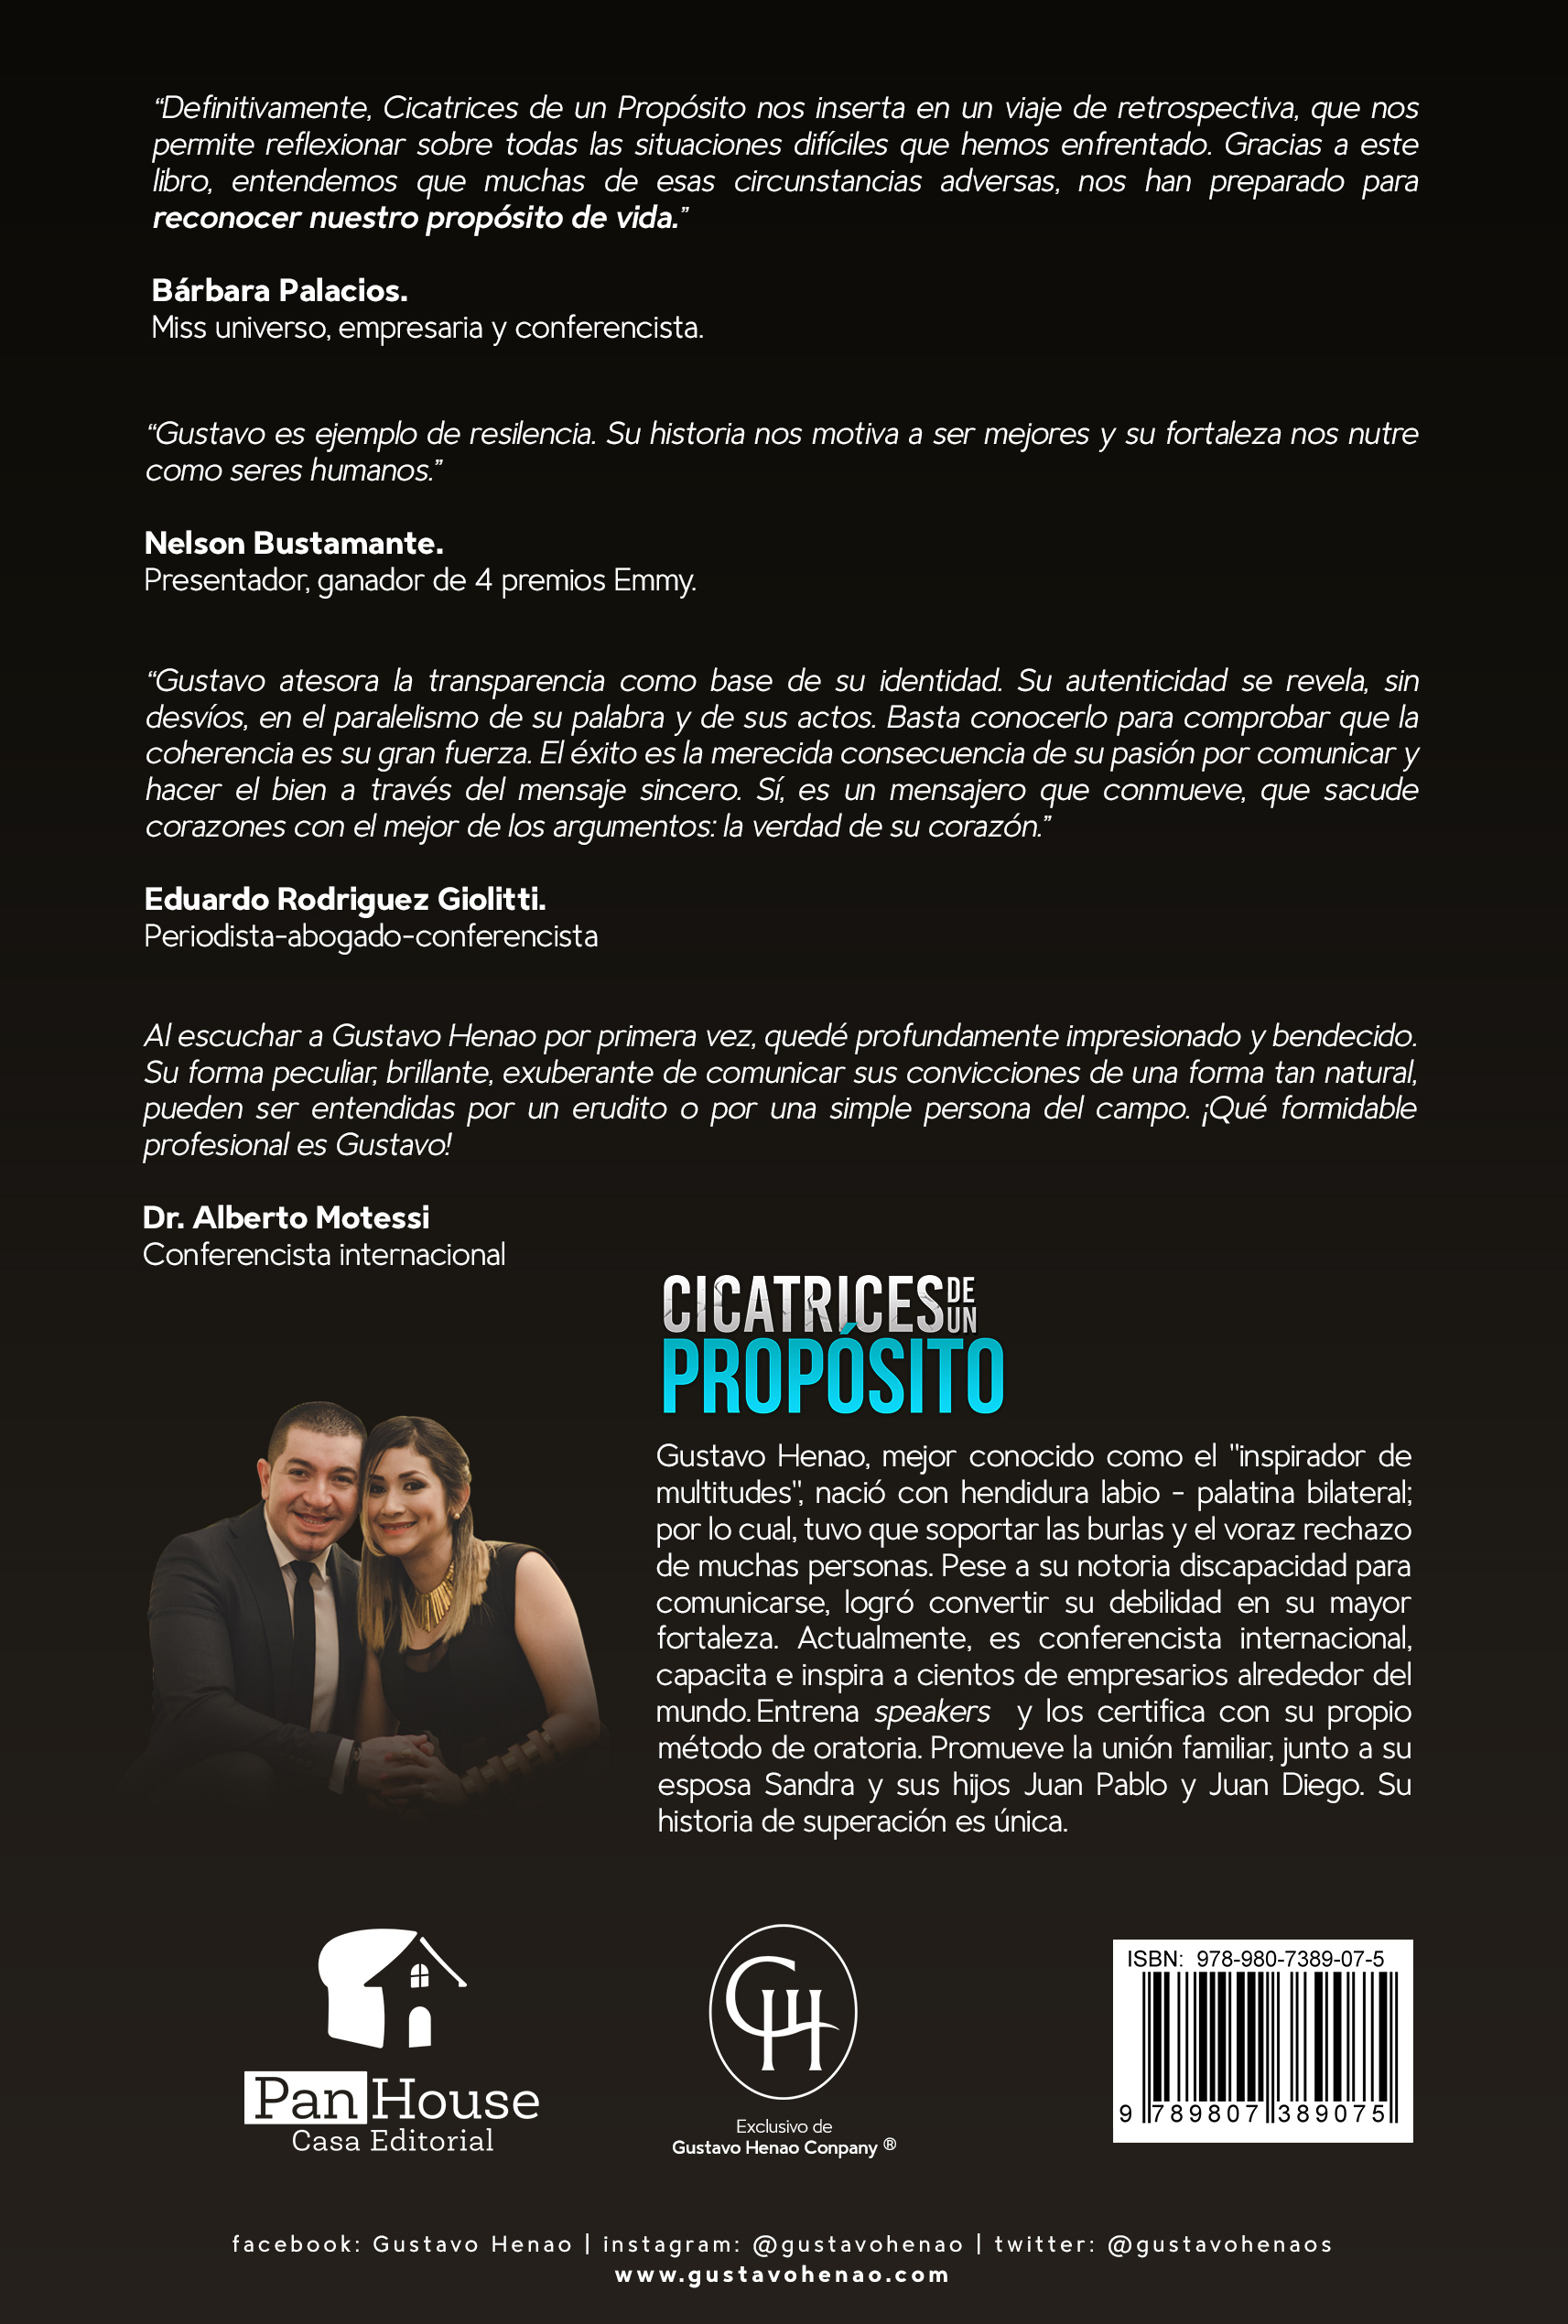 “Definitivamente, Cicatrices de un Propósito nos inserta en un viaje de retrospectiva, que nos
permite reflexionar sobre todas las situaciones difíciles que hemos enfrentado. Gracias a este
libro, entendemos que muchas de esas circunstancias adversas, nos han preparado para
reconocer nuestro propósito de vida.”
Bárbara Palacios.
Miss universo, empresaria y conferencista.
“Gustavo es ejemplo de resilencia. Su historia nos motiva a ser mejores y su fortaleza nos nutre
como seres humanos.”
Nelson Bustamante.
Presentador, ganador de 4 premios Emmy.
“Gustavo atesora la transparencia como base de su identidad. Su autenticidad se revela, sin
desvíos, en el paralelismo de su palabra y de sus actos. Basta conocerlo para comprobar que la
coherencia es su gran fuerza. El éxito es la merecida consecuencia de su pasión por comunicar y
hacer el bien a través del mensaje sincero. Sí, es un mensajero que conmueve, que sacude
corazones con el mejor de los argumentos: la verdad de su corazón.”
Eduardo Rodriguez Giolitti.
Periodista-abogado-conferencista
Al escuchar a Gustavo Henao por primera vez, quedé profundamente impresionado y bendecido.
Su forma peculiar, brillante, exuberante de comunicar sus convicciones de una forma tan natural,
pueden ser entendidas por un erudito o por una simple persona del campo. ¡Qué formidable
profesional es Gustavo!
Dr. Alberto Motessi
Conferencista internacional
CICATRICES DE UN
PROPÓSITO
Gustavo Henao, mejor conocido como el "inspirador de
multitudes", nació con hendidura labio - palatina bilateral;
por lo cual, tuvo que soportar las burlas y el voraz rechazo
de muchas personas. Pese a su notoria discapacidad para
comunicarse, logró convertir su debilidad en su mayor
fortaleza. Actualmente, es conferencista internacional,
capacita e inspira a cientos de empresarios alrededor del
mundo. Entrena speakers y los certifica con su propio
método de oratoria. Promueve la unión familiar, junto a su
esposa Sandra y sus hijos Juan Pablo y Juan Diego. Su
historia de superación es única.
Pan House
Casa Editorial
GH
Exclusivo de
Gustavo Henao Conpany ®
ISBN: 978-980-7389-07-5
9 789807 389075
facebook: Gustavo Henao | instagram: @gustavohenao | twitter: @gustavohenaos
www.gustavohenao.com